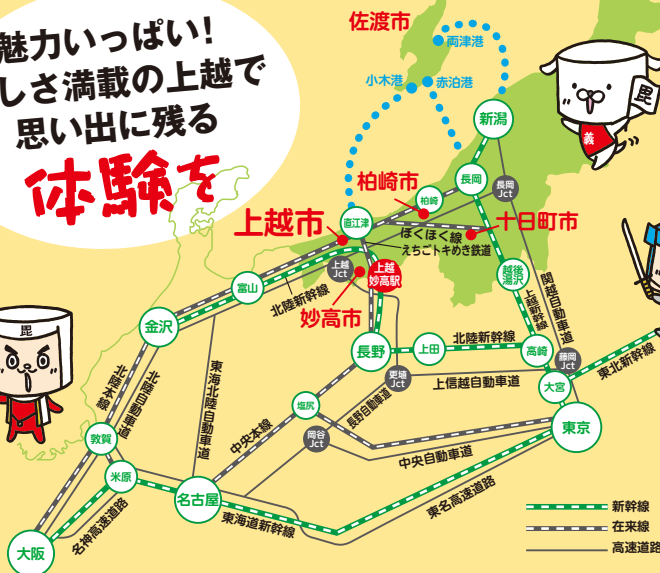 魅力いっぱい!
しさ満載の上越で
思い出に残る
体験を
佐渡市
両津港
小木港
赤泊港
新潟
毘
義
柏崎市
長岡
長岡
Jct
柏崎
上越市
直江津
十日町市
ほくほく線
えちごトキめき鉄道
上越
Jct
上越
妙高駅
越後
湯沢
富山
北陸新幹線
妙高市
上越新幹線
関越自動車道
金沢
毘
長野
上田
北陸新幹線
高崎
藤岡
Jct
東北新幹線
更埴
Jct
上信越自動車道
大宮
北陸本線
北陸自動車道
東海北陸自動車道
塩尻
長野自動車道
東京
敦賀
中央本線
岡谷
Jct
中央自動車道
米原
名古屋
東名高速道路
名神高速道路
東海道新幹線
大阪
新幹線
在来線
高速道路